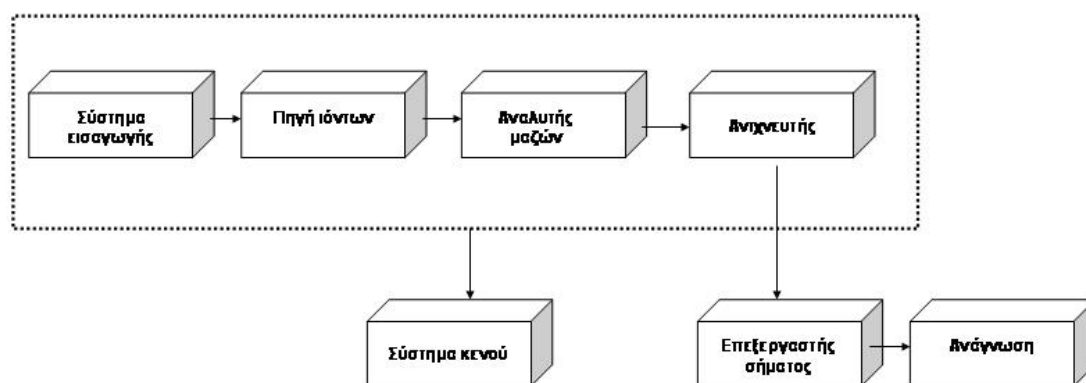 Σύστημα
εισαγωγής
Πηγή ιόντων
Αναλυτής
μαζών
Ανιχνευτής
Σύστημα κενού
Επεξεργαστής
σήματος
Ανάγνωση